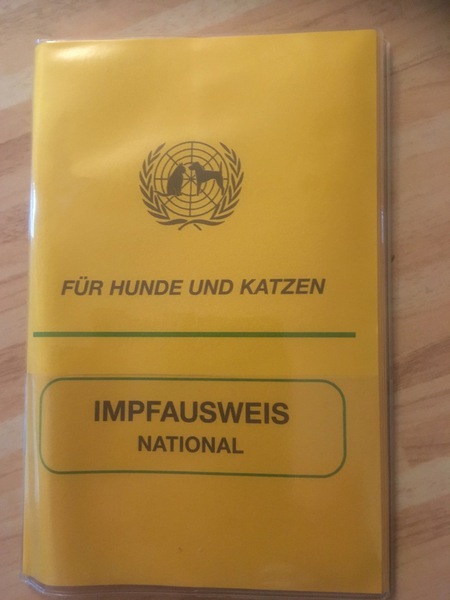 FÜR HUNDE UND KATZEN
IMPFAUSWEIS
NATIONAL